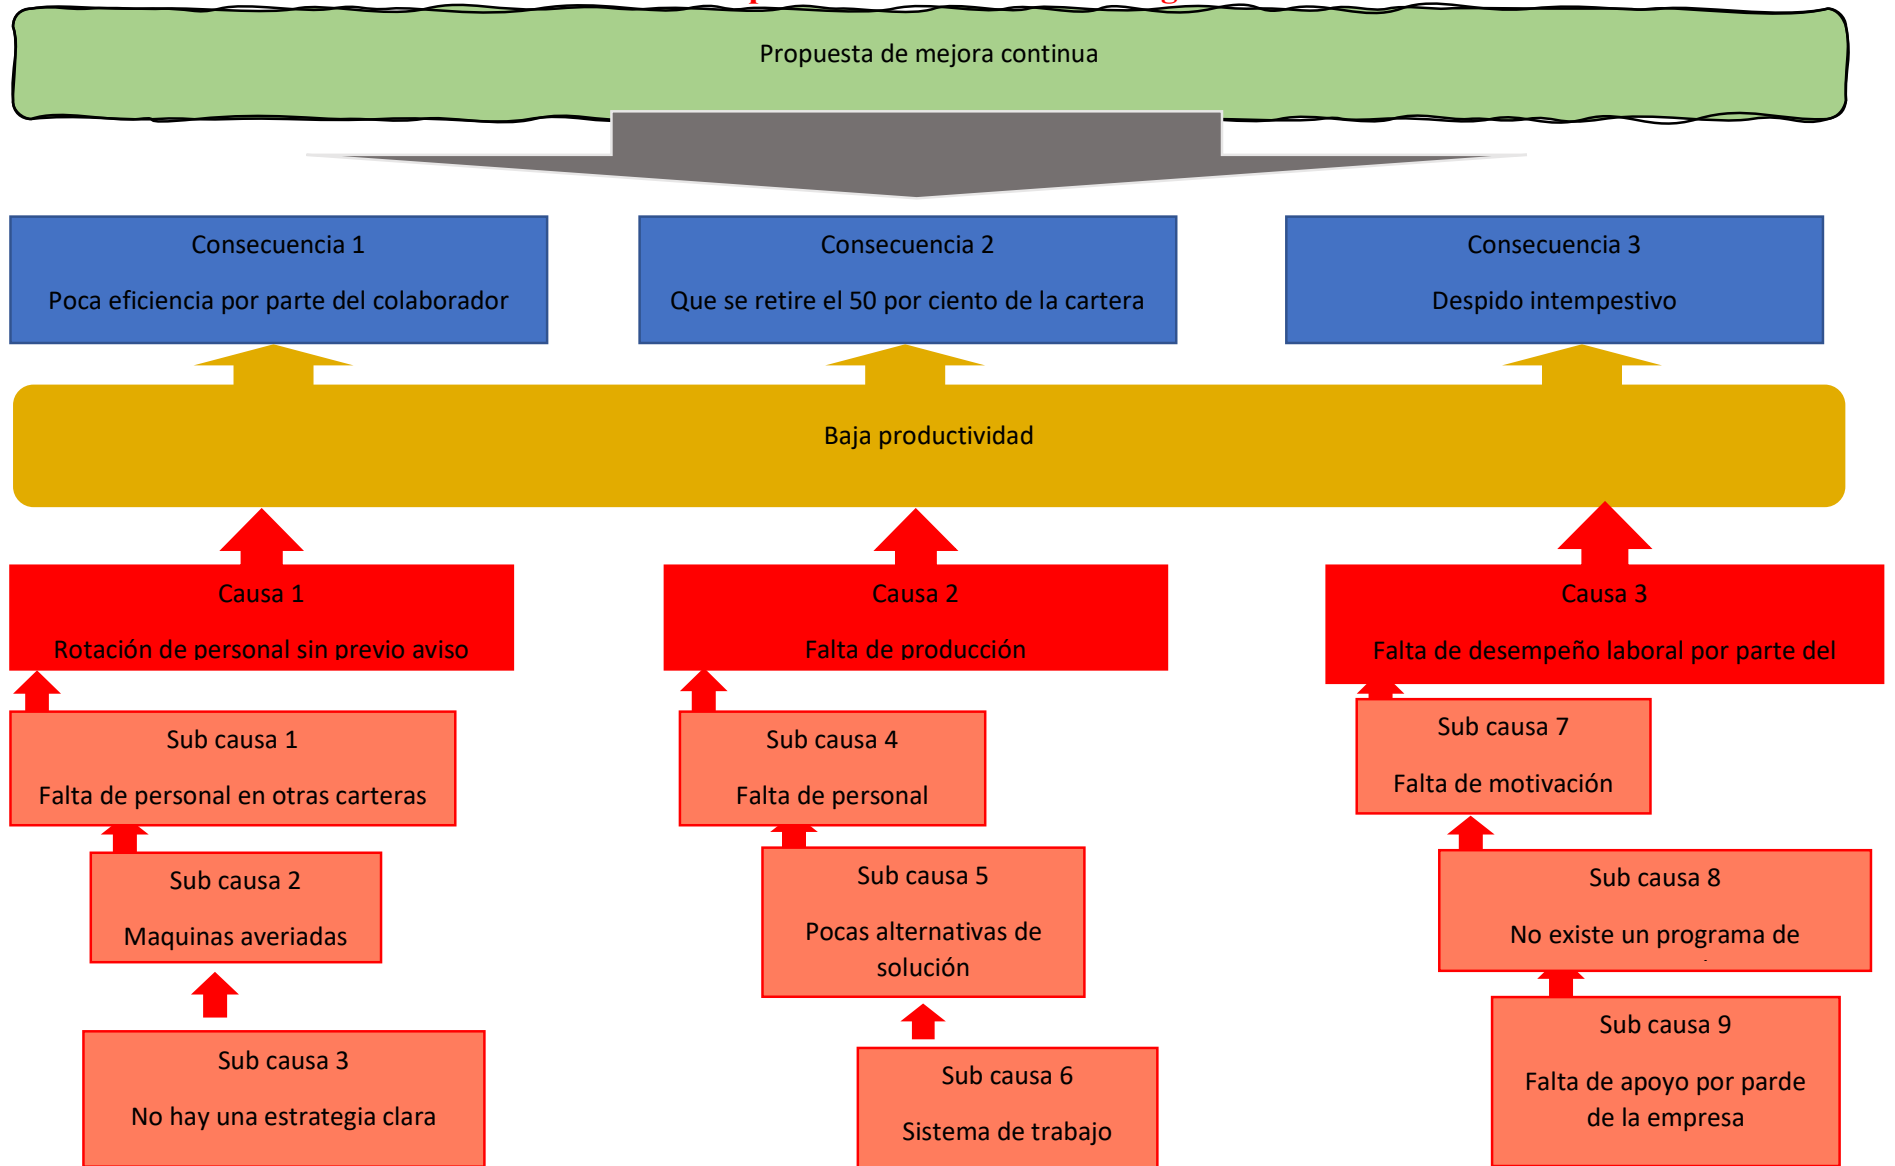 Propuesta de mejora continua
Consecuencia 1
Poca eficiencia por parte del colaborador
Consecuencia 2
Que se retire el 50 por ciento de la cartera
Consecuencia 3
Despido intempestivo
Baja productividad
Causa 1
Rotación de personal sin previo aviso
Causa 2
Falta de producción
Causa 3
Falta de desempeño laboral por parte del
Sub causa 1
Falta de personal en otras carteras
Sub causa 2
Maquinas averiadas
Sub causa 3
No hay una estrategia clara
Sub causa 4
Falta de personal
Sub causa 5
Pocas alternativas de
solución
Sub causa 6
Sistema de trabajo
Sub causa 7
Falta de motivación
Sub causa 8
No existe un programa de
Sub causa 9
Falta de apoyo por parde
de la empresa